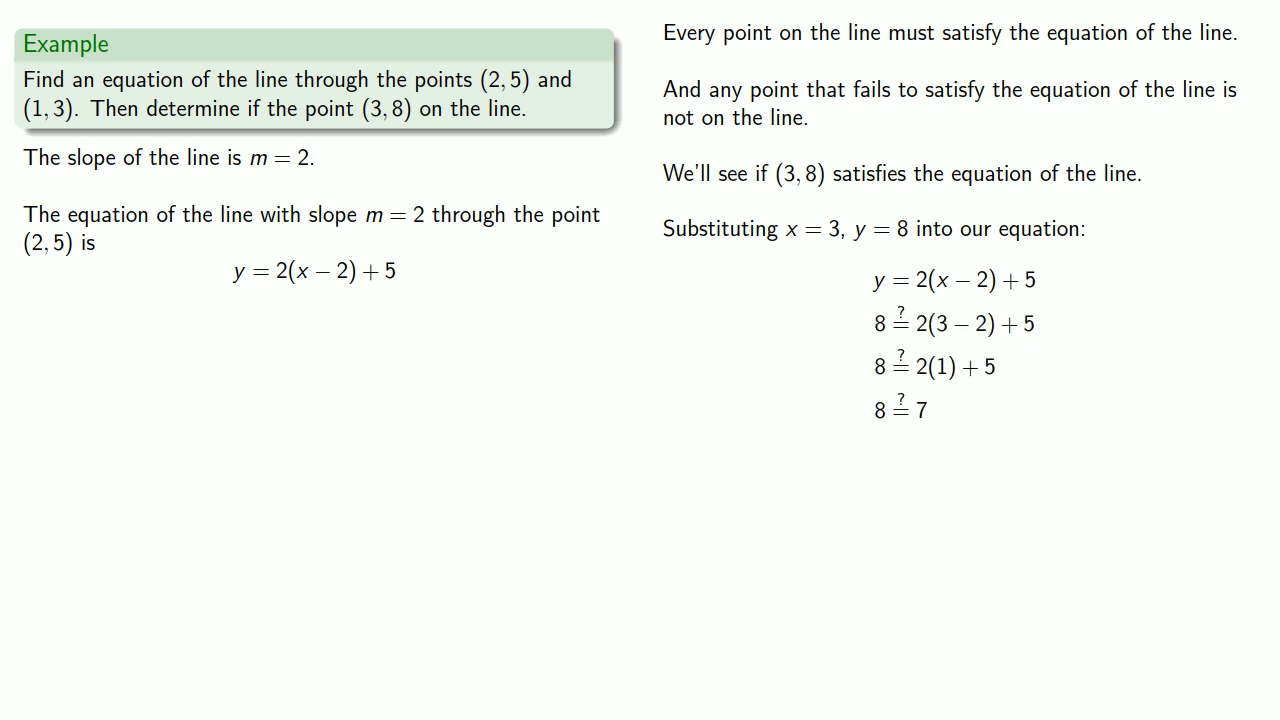 Example
Find an equation of the line through the points (2, 5) and
(1, 3). Then determine if the point (3, 8) on the line.
The slope of the line is m = 2.
The equation of the line with slope m = 2 through the point
(2, 5) is
y = 2(x − 2) + 5
Every point on the line must satisfy the equation of the line.
And any point that fails to satisfy the equation of the line is
not on the line.
We'll see if (3, 8) satisfies the equation of the line.
Substituting x = 3, y = 8 into our equation:
y = 2(x − 2) + 5
8 ≟ 2(3 − 2) + 5
8 ≟ 2(1) + 5
8 ≟ 7